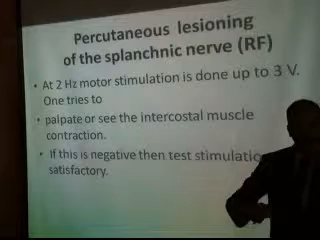 Percutaneous lesioning
of the splanchnic nerve (RF)
• At 2 Hz motor stimulation is done up to 3 V.
One tries to
• palpate or see the intercostal muscle
contraction.
• If this is negative then test
satisfactory.